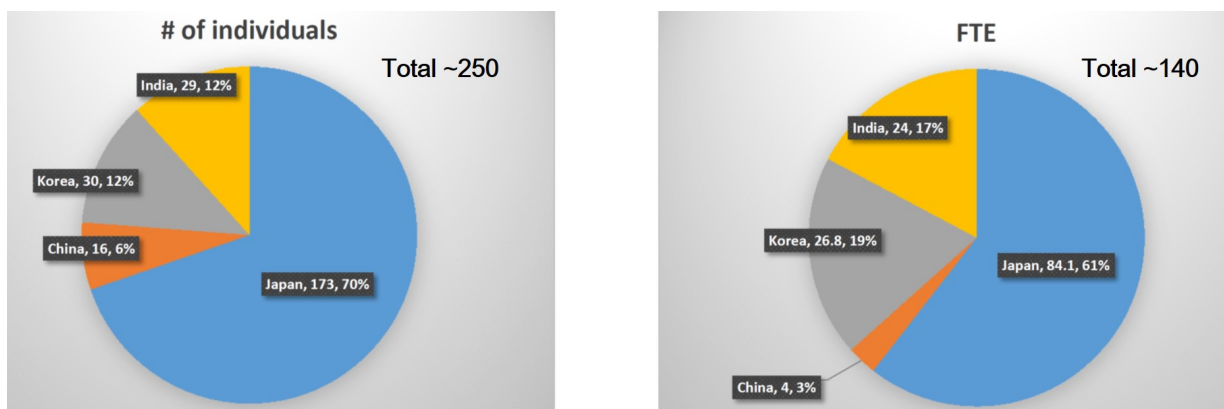 # of individuals
Total ~250
India, 29, 12%
Korea, 30, 12%
China, 16, 6%
Japan, 173, 70%
FTE
Total ~140
India, 24, 17%
Korea, 26.8, 19%
Japan, 84.1, 61%
China, 4, 3%